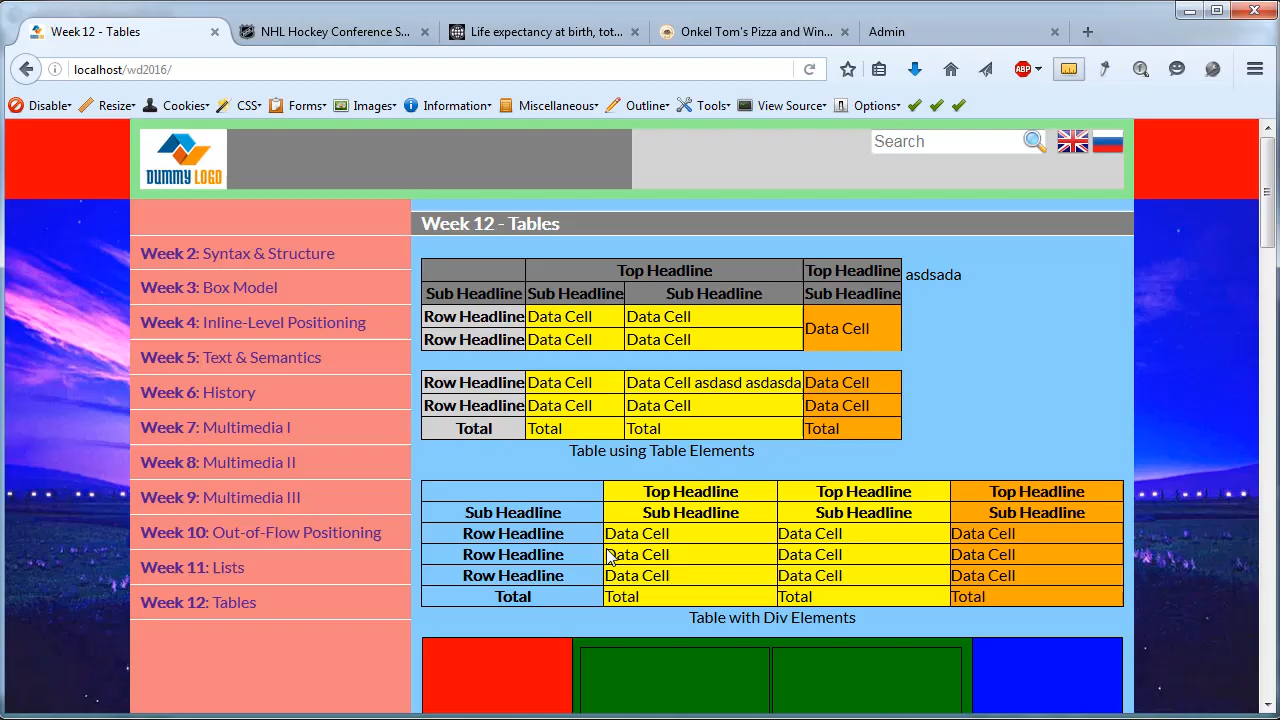 Week 12 - Tables
NHL Hockey Conference S...
Life expectancy at birth, tot...
Onkel Tom's Pizza and Win...
Admin
localhost/wd2016/
ABP
Disable
Resize
Cookies
CSS
Forms
Images
Information
Miscellaneous
Outline
Tools
View Source
Options
DUMMY LOGO
Search
Week 12 - Tables
Week 2: Syntax & Structure
Week 3: Box Model
Week 4: Inline-Level Positioning
Week 5: Text & Semantics
Week 6: History
Week 7: Multimedia I
Week 8: Multimedia II
Week 9: Multimedia III
Week 10: Out-of-Flow Positioning
Week 11: Lists
Week 12: Tables
Top Headline Top Headline asdsada
Sub Headline Sub Headline Sub Headline Sub Headline
Row Headline Data Cell Data Cell Data Cell
Row Headline Data Cell Data Cell
Row Headline Data Cell Data Cell asdasd asdasda Data Cell
Row Headline Data Cell Data Cell Data Cell
Total Total Total Total
Table using Table Elements
Top Headline Top Headline Top Headline
Sub Headline Sub Headline Sub Headline Sub Headline
Row Headline Data Cell Data Cell Data Cell
Row Headline Data Cell Data Cell Data Cell
Row Headline Data Cell Data Cell Data Cell
Total Total Total Total
Table with Div Elements